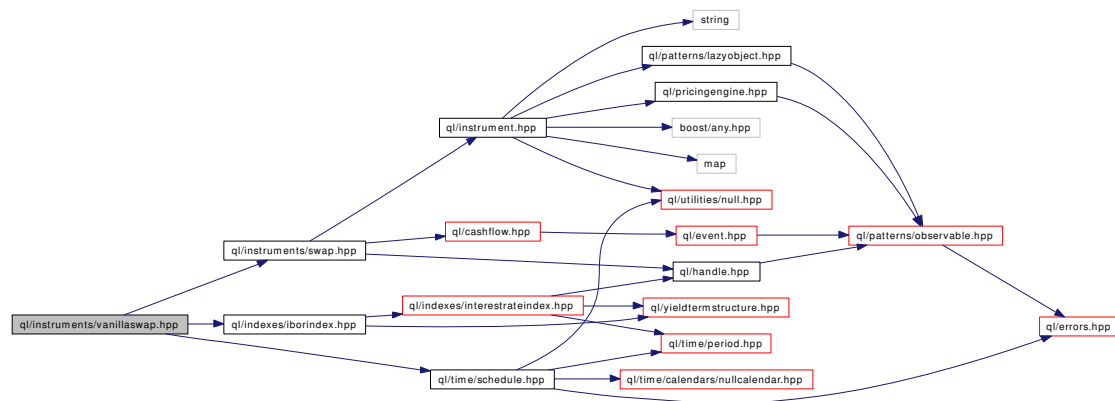 string
ql/patterns/lazyobject.hpp
ql/pricingengine.hpp
ql/instrument.hpp
boost/any.hpp
map
ql/utilities/null.hpp
ql/cashflow.hpp
ql/event.hpp
ql/patterns/observable.hpp
ql/instruments/swap.hpp
ql/handle.hpp
ql/indexes/interestrateindex.hpp
ql/yieldtermstructure.hpp
ql/instruments/vanillaswap.hpp
ql/indexes/iborindex.hpp
ql/errors.hpp
ql/time/period.hpp
ql/time/schedule.hpp
ql/time/calendars/nullcalendar.hpp